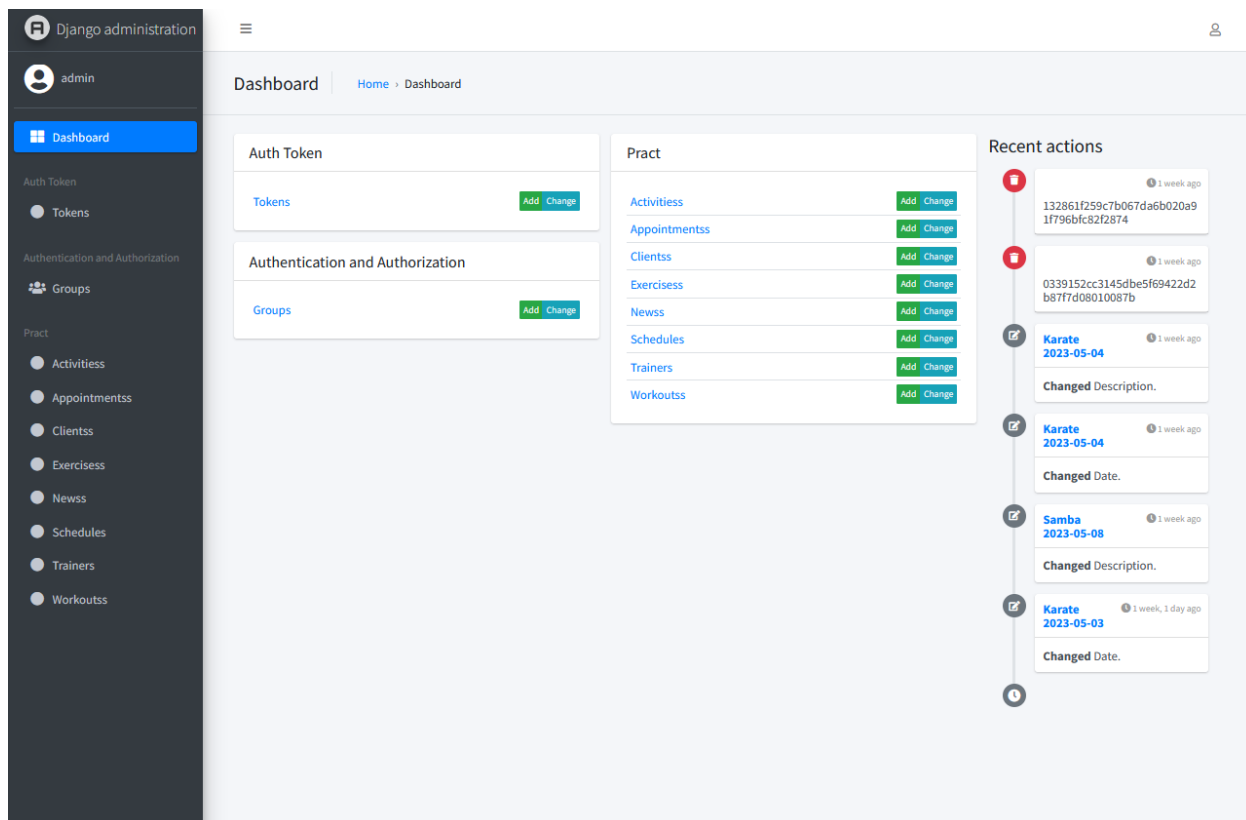 Django administration
admin
Dashboard
Auth Token
Tokens
Authentication and Authorization
Groups
Pract
Activitiess
Appointmentss
Clientss
Exercisess
Newss
Schedules
Trainers
Workoutss
Dashboard Home › Dashboard
Auth Token
Tokens Add Change
Authentication and Authorization
Groups Add Change
Pract
Activitiess Add Change
Appointmentss Add Change
Clientss Add Change
Exercisess Add Change
Newss Add Change
Schedules Add Change
Trainers Add Change
Workoutss Add Change
Recent actions
1 week ago
132861f259c7b067da6b020a9
1f796bfc82f2874
1 week ago
0339152cc3145dbe5f69422d2
b87f7d08010087b
Karate 1 week ago
2023-05-04
Changed Description.
Karate 1 week ago
2023-05-04
Changed Date.
Samba 1 week ago
2023-05-08
Changed Description.
Karate 1 week, 1 day ago
2023-05-03
Changed Date.